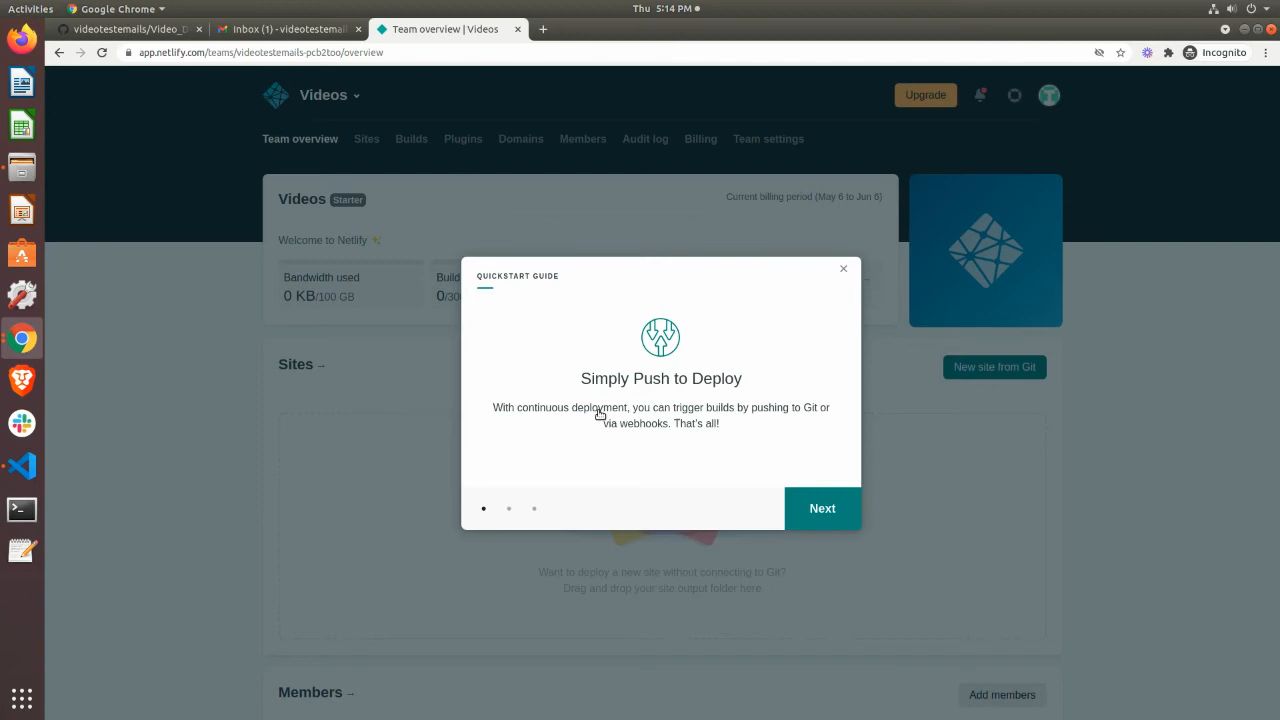 Activities
Google Chrome
Thu 5:14 PM
videotestemails/Video_D
Inbox (1) - videotestemail
Team overview | Videos
app.netlify.com/teams/videotestemails-pcb2too/overview
Incognito
Videos
Upgrade
T
Team overview Sites Builds Plugins Domains Members Audit log Billing Team settings
Videos Starter
Current billing period (May 6 to Jun 6)
Welcome to Netlify ✨
Bandwidth used
0 KB/100 GB
Build
0/30
QUICKSTART GUIDE
Simply Push to Deploy
With continuous deployment, you can trigger builds by pushing to Git or
via webhooks. That's all!
Next
Sites →
New site from Git
Want to deploy a new site without connecting to Git?
Drag and drop your site output folder here.
Members →
Add members